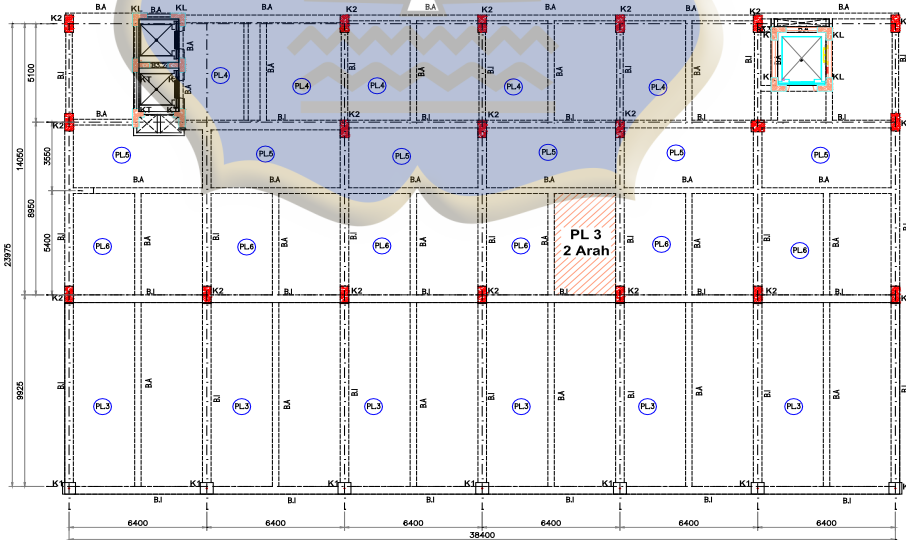 B.A B.A B.A B.A B.A
K2 KL B.A KL K2 K2 K2 K2
B.A KL
B.I B.A B.A B.I B.A B.I B.A B.I B.A B.A KL B.I
5100
PL.4 PL.4 PL.4 PL.4 PL.4
KT KT
B.A B.I B.I B.I B.I B.I
K2 K2 K2 K2
14050 3550
PL.5 PL.5 PL.5 PL.5 PL.5 PL.5
B.A B.A B.A B.A B.A B.A
8950
PL 3
2 Arah
23975 5400
B.I PL.6 B.A B.I PL.6 B.A B.I PL.6 B.A B.I PL.6 B.I PL.6 B.A B.I PL.6 B.A B.I
B.I B.I B.I B.I B.I B.I
K2 K2 K2 K2 K2 K2 K2
9925
B.I B.A B.I B.A B.I B.A B.I B.A B.I B.A B.I B.A B.I
PL.3 PL.3 PL.3 PL.3 PL.3 PL.3
K1 K1 K1 K1 K1 K1
B.I B.I B.I B.I B.I B.I
6400 6400 6400 6400 6400 6400
38400